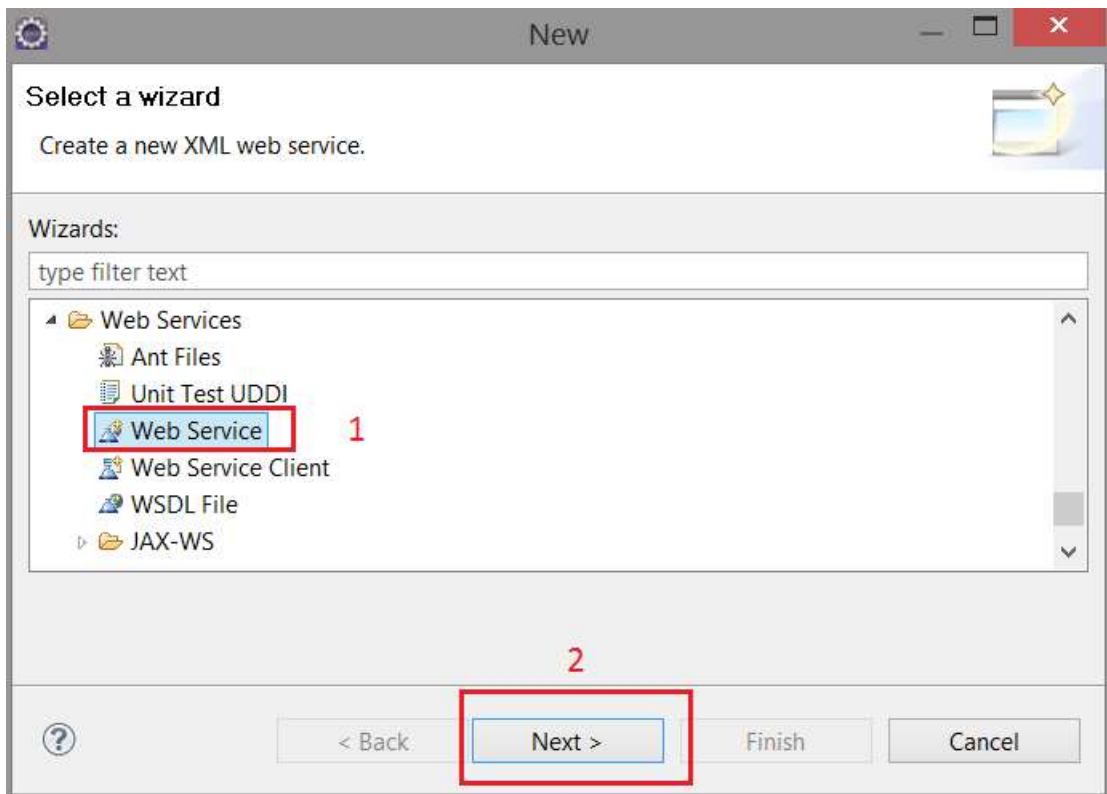 New
Select a wizard
Create a new XML web service.
Wizards:
type filter text
Web Services
Ant Files
Unit Test UDDI
Web Service 1
Web Service Client
WSDL File
JAX-WS
2
? < Back Next > Finish Cancel